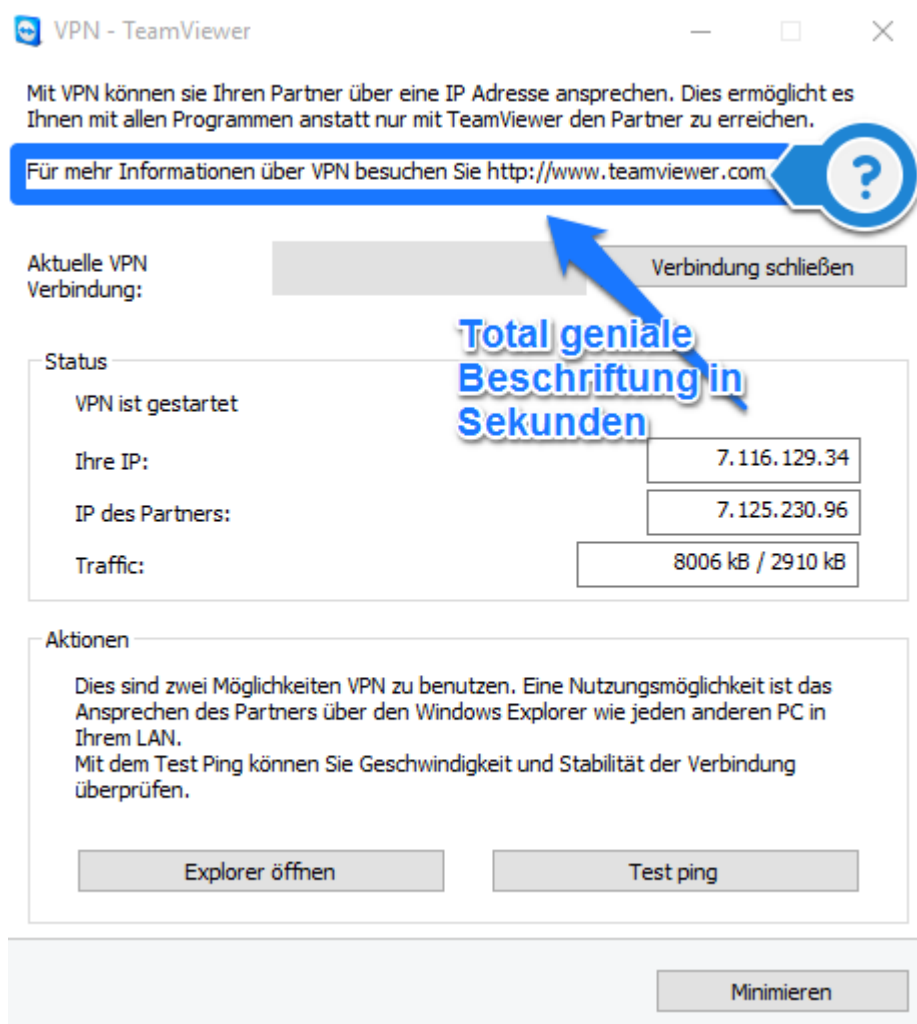 VPN - TeamViewer
Mit VPN können sie Ihren Partner über eine IP Adresse ansprechen. Dies ermöglicht es
Ihnen mit allen Programmen anstatt nur mit TeamViewer den Partner zu erreichen.
Für mehr Informationen über VPN besuchen Sie http://www.teamviewer.com
?
Aktuelle VPN
Verbindung:
Verbindung schließen
Total geniale
Beschriftung in
Sekunden
Status
VPN ist gestartet
Ihre IP:
7.116.129.34
IP des Partners:
7.125.230.96
Traffic:
8006 kB / 2910 kB
Aktionen
Dies sind zwei Möglichkeiten VPN zu benutzen. Eine Nutzungsmöglichkeit ist das
Ansprechen des Partners über den Windows Explorer wie jeden anderen PC in
Ihrem LAN.
Mit dem Test Ping können Sie Geschwindigkeit und Stabilität der Verbindung
überprüfen.
Explorer öffnen
Test ping
Minimieren